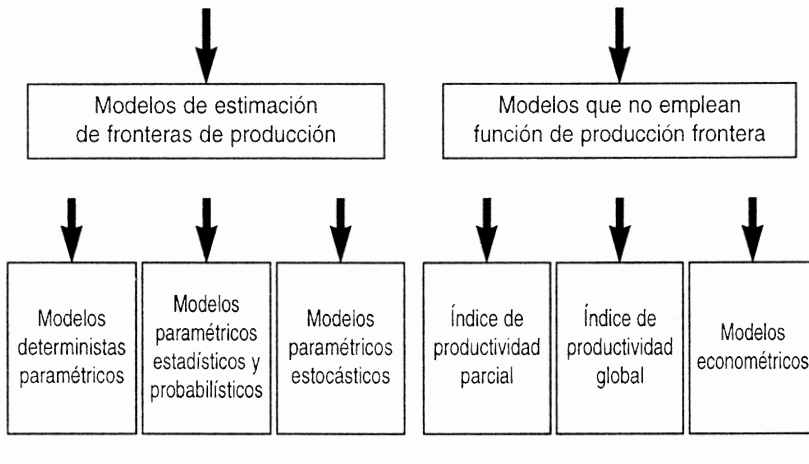 Modelos de estimación
de fronteras de producción
Modelos que no emplean
función de producción frontera
Modelos
deterministas
paramétricos
Modelos
paramétricos
estadísticos y
probabilísticos
Modelos
paramétricos
estocásticos
Índice de
productividad
parcial
Índice de
productividad
global
Modelos
econométricos